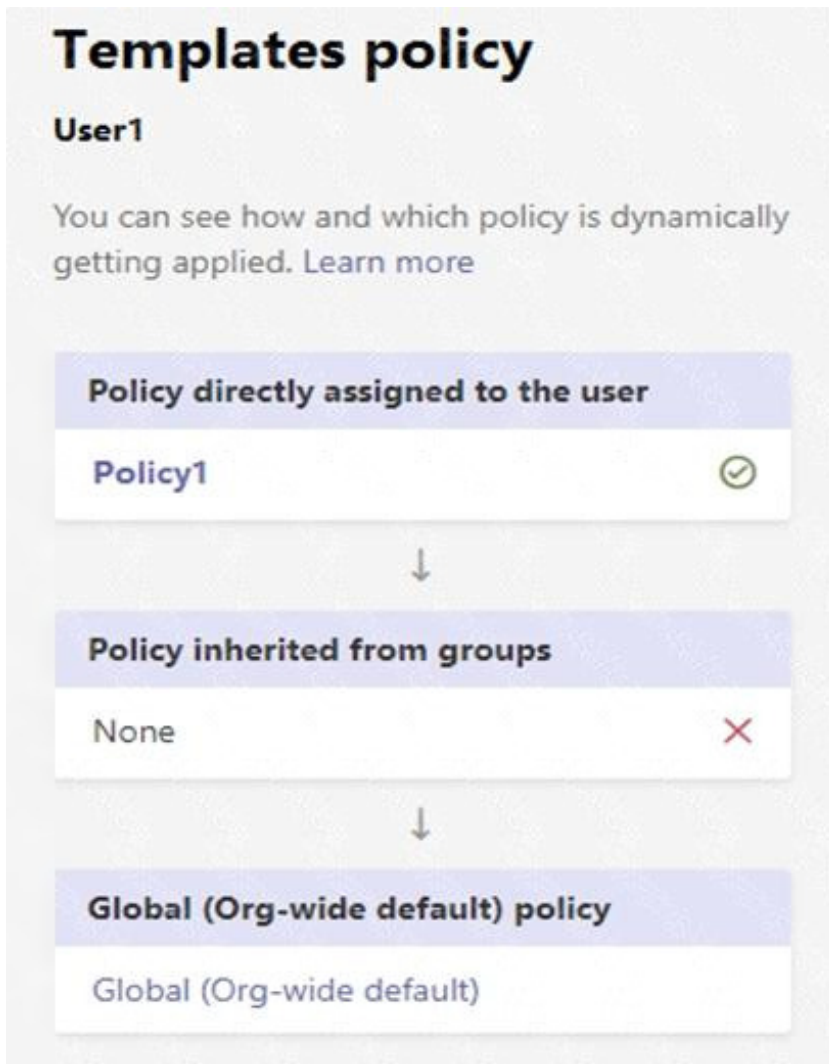 Templates policy
User1
You can see how and which policy is dynamically
getting applied. Learn more
Policy directly assigned to the user
Policy1
Policy inherited from groups
None
Global (Org-wide default) policy
Global (Org-wide default)